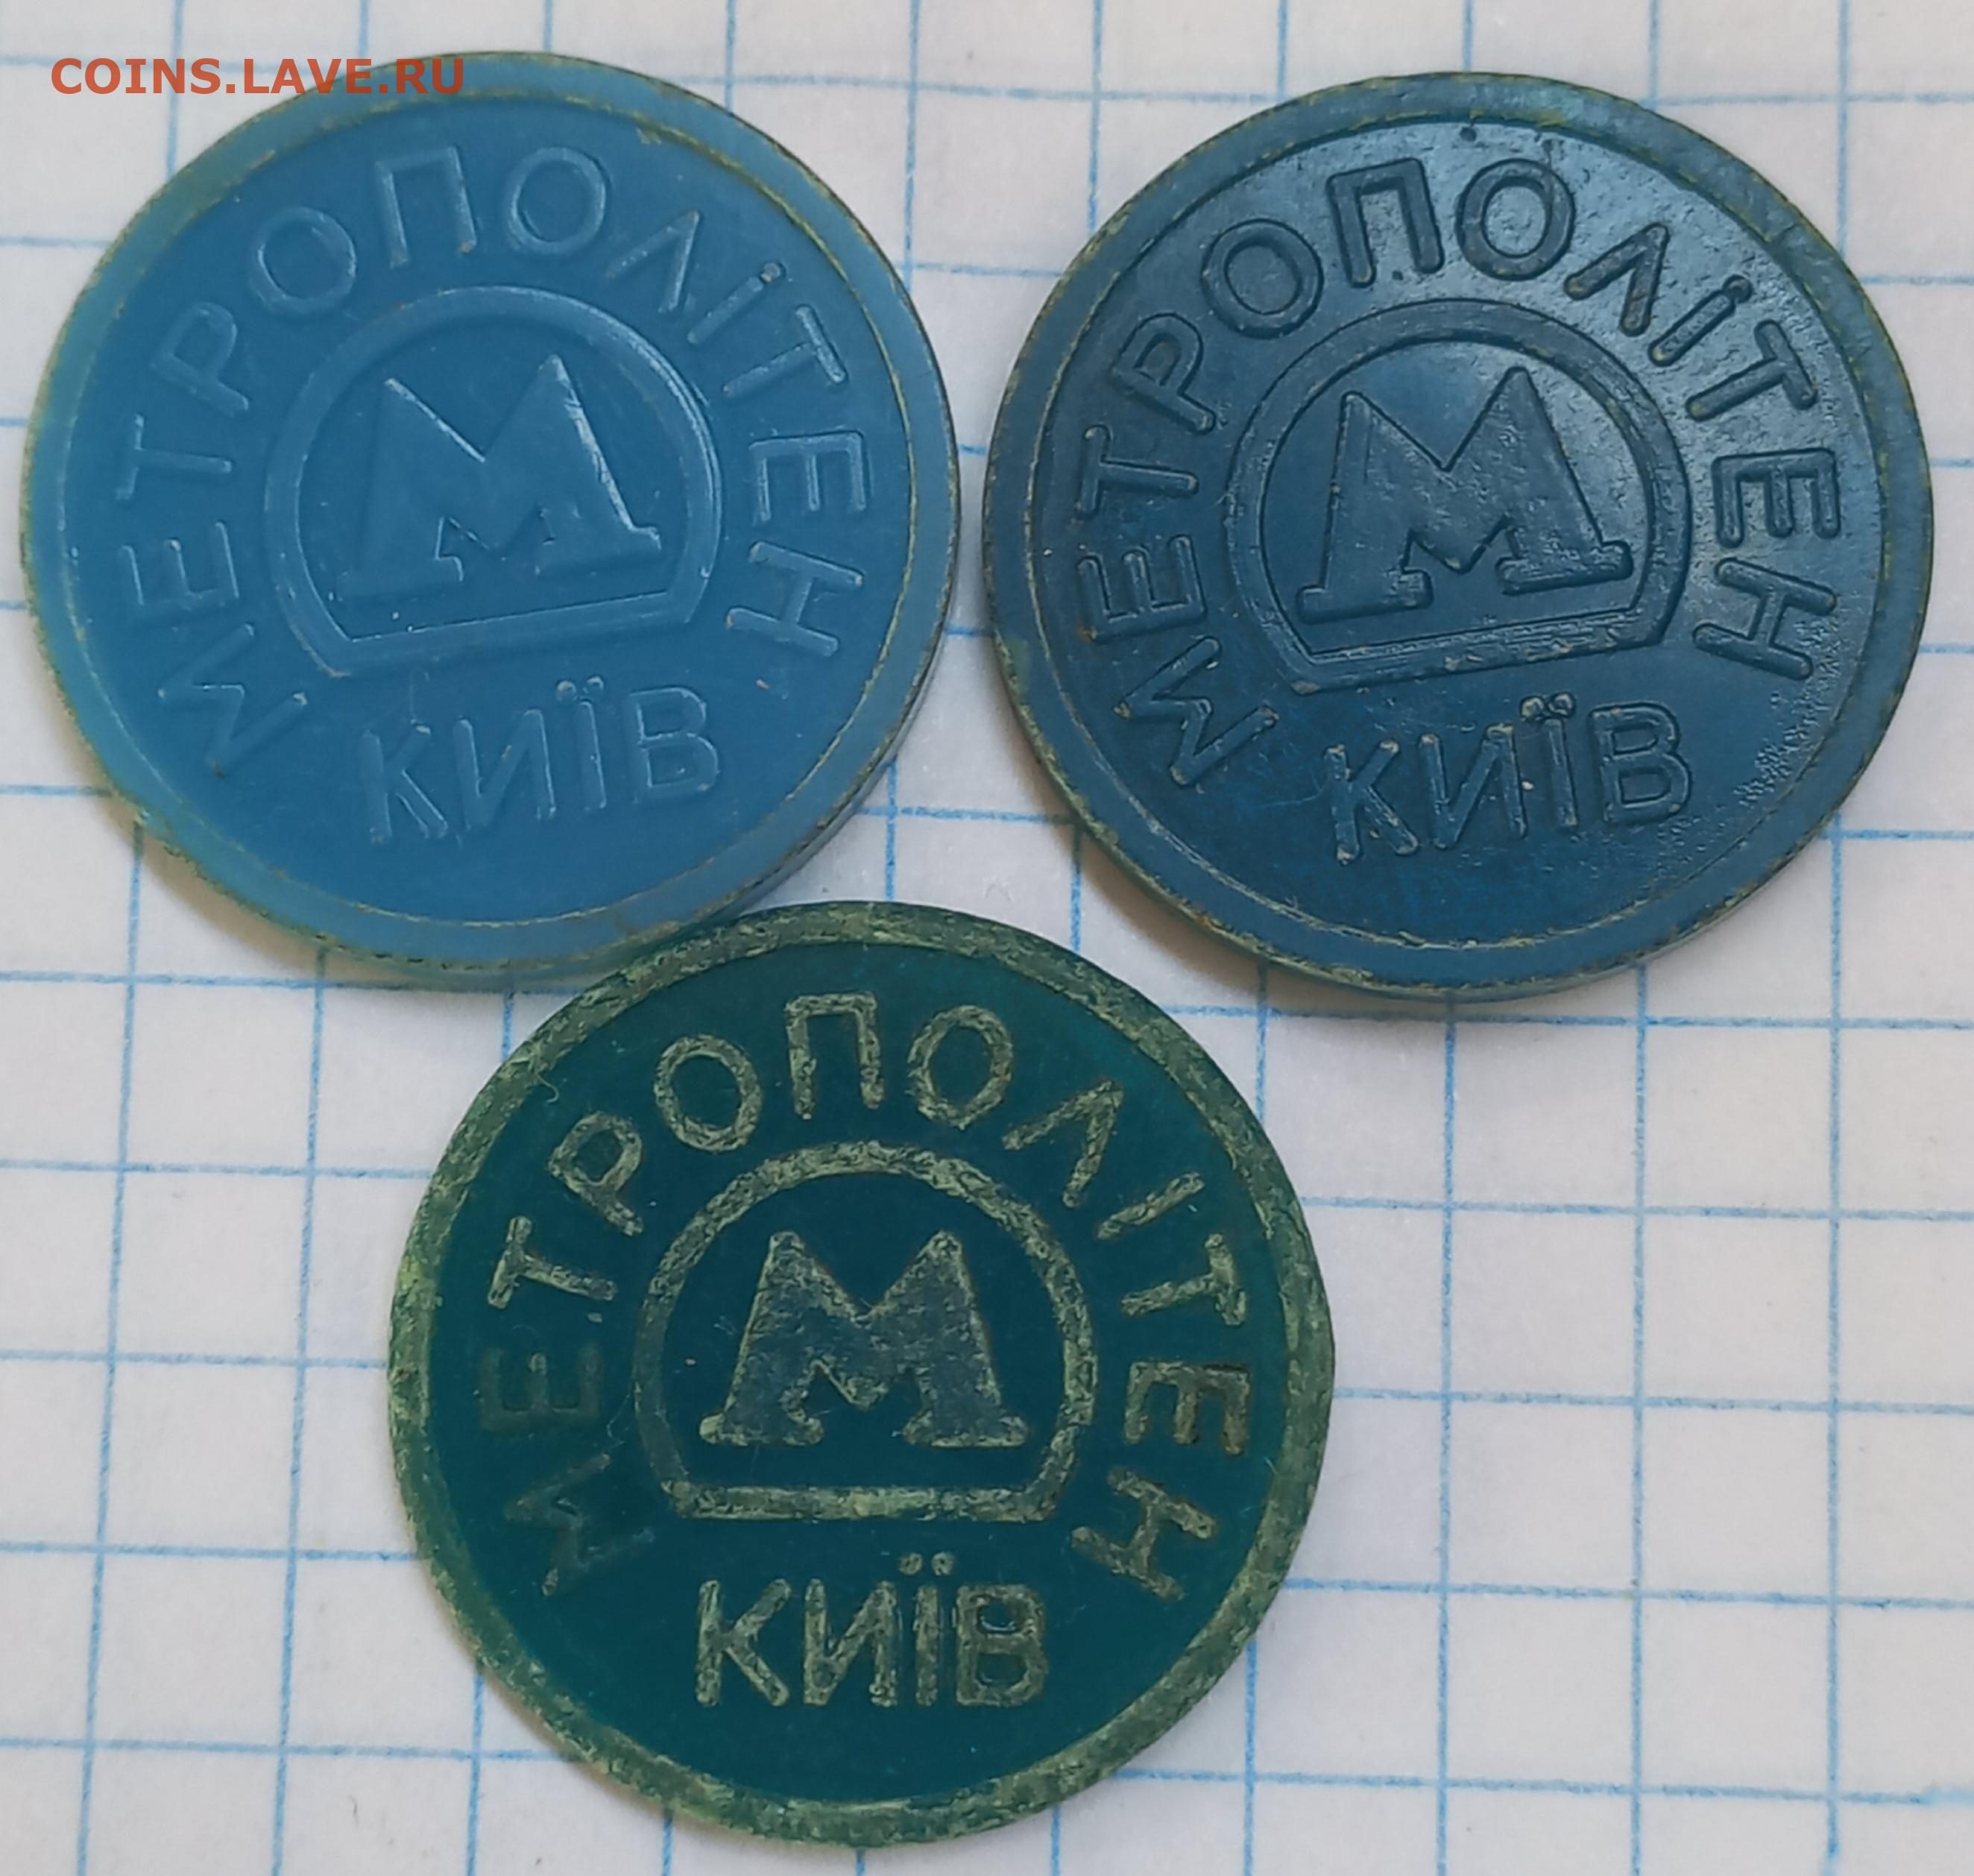 COINS.LAVE.RU
МЕТРОПОЛІТЕН
М
КИЇВ
МЕТРОПОЛІТЕН
М
КИЇВ
МЕТРОПОЛІТЕН
М
КИЇВ